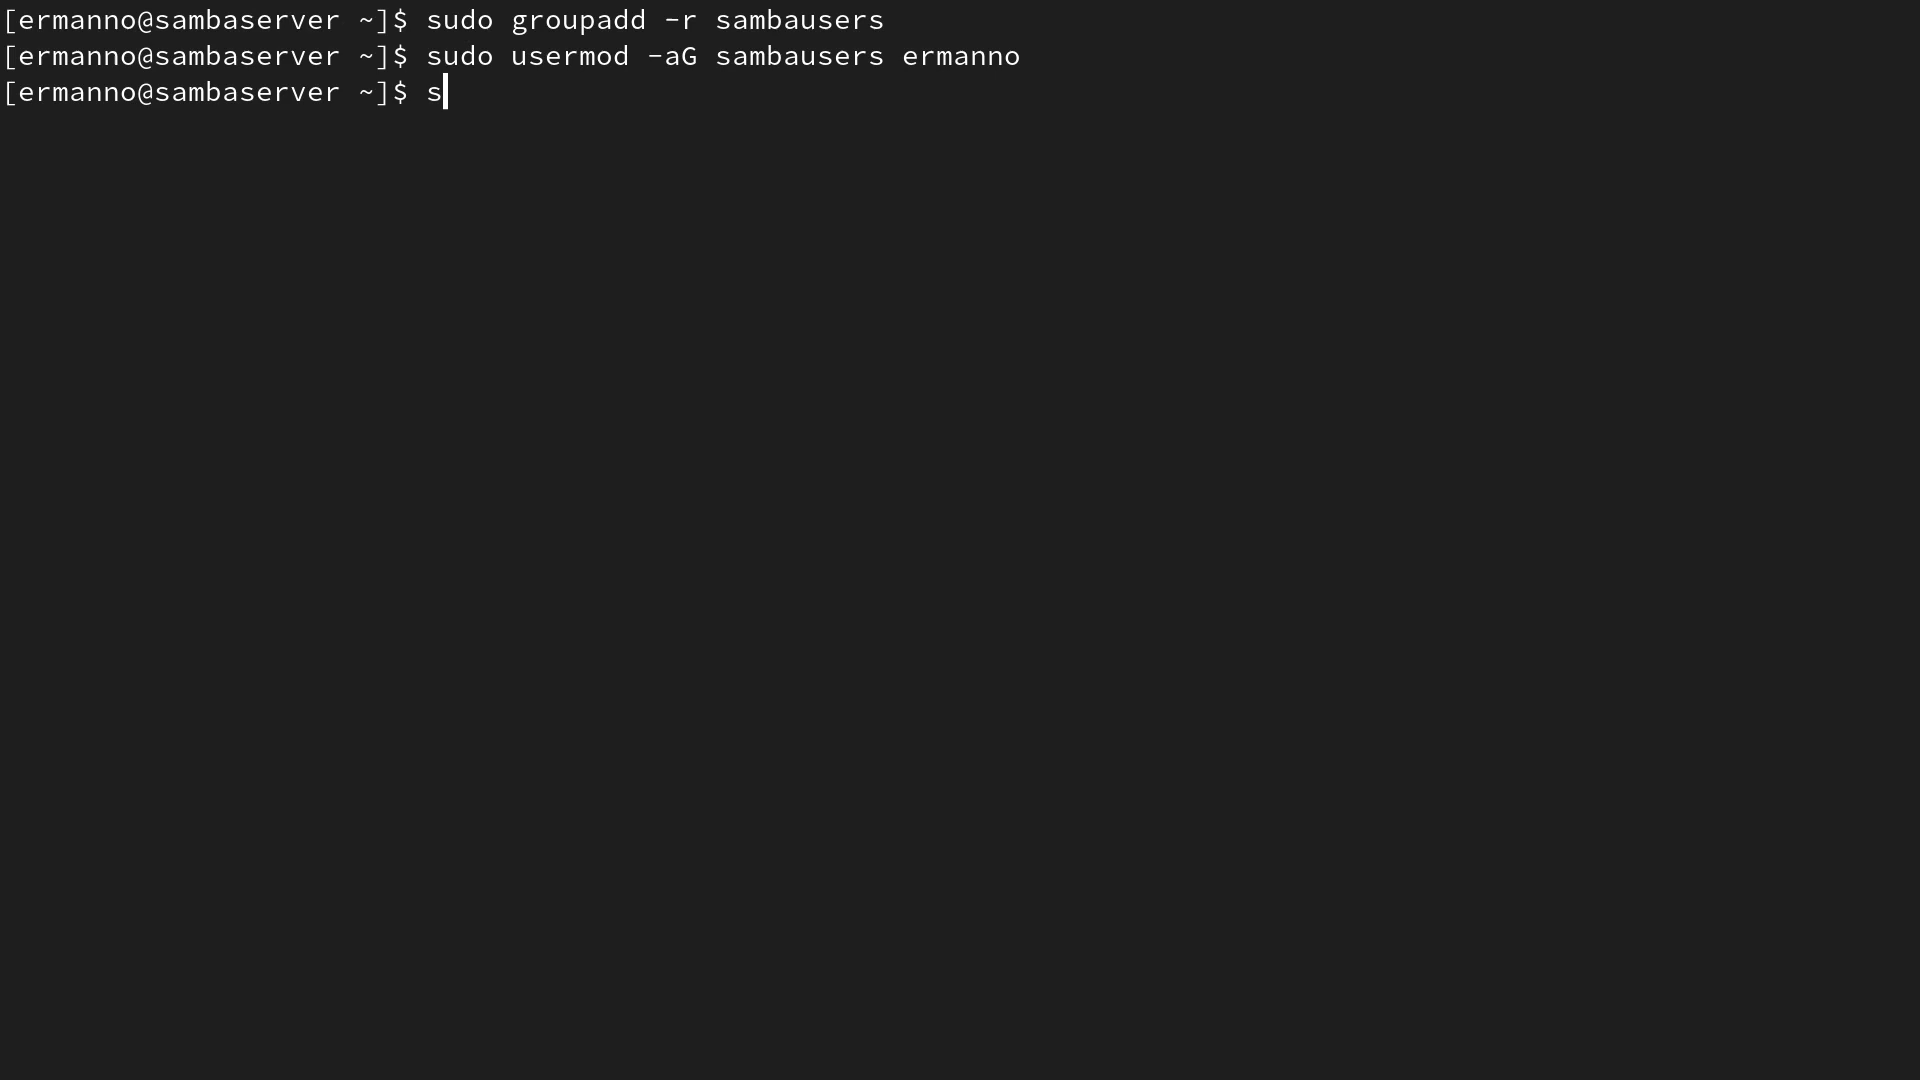 [ermanno@sambaserver ~]$ sudo groupadd -r sambausers
[ermanno@sambaserver ~]$ sudo usermod -aG sambausers ermanno
[ermanno@sambaserver ~]$ s